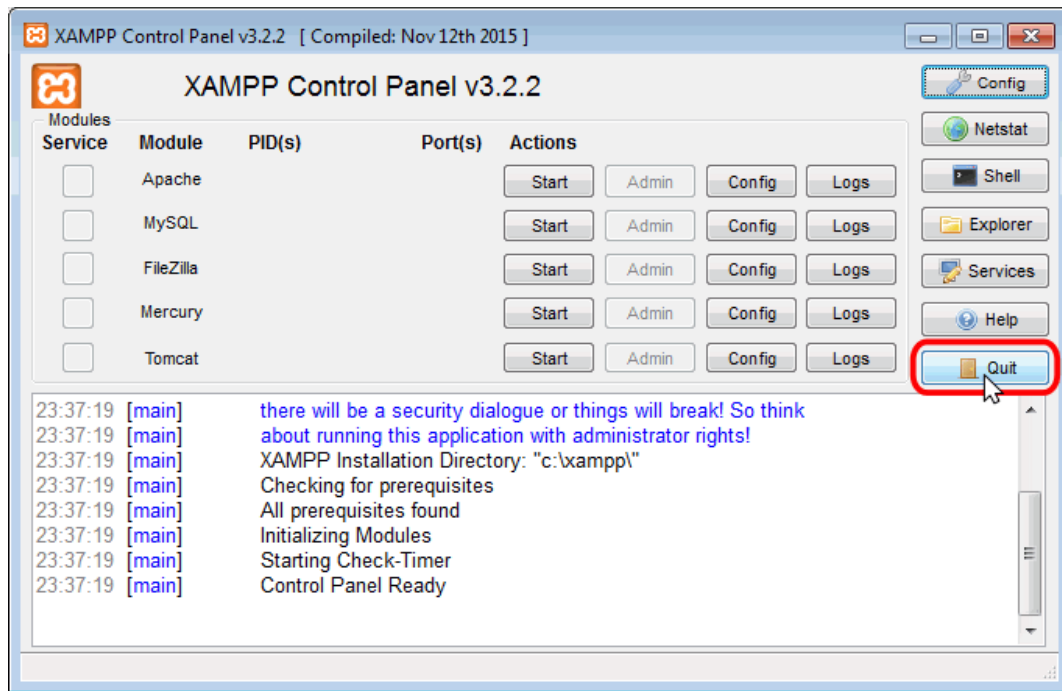 XAMPP Control Panel v3.2.2 [ Compiled: Nov 12th 2015 ]
XAMPP Control Panel v3.2.2
Config
Modules
Netstat
Service Module PID(s) Port(s) Actions
Apache Start Admin Config Logs
Shell
MySQL Start Admin Config Logs
Explorer
FileZilla Start Admin Config Logs
Services
Mercury Start Admin Config Logs
Help
Tomcat Start Admin Config Logs
Quit
23:37:19 [main] there will be a security dialogue or things will break! So think
23:37:19 [main] about running this application with administrator rights!
23:37:19 [main] XAMPP Installation Directory: "c:\xampp\"
23:37:19 [main] Checking for prerequisites
23:37:19 [main] All prerequisites found
23:37:19 [main] Initializing Modules
23:37:19 [main] Starting Check-Timer
23:37:19 [main] Control Panel Ready